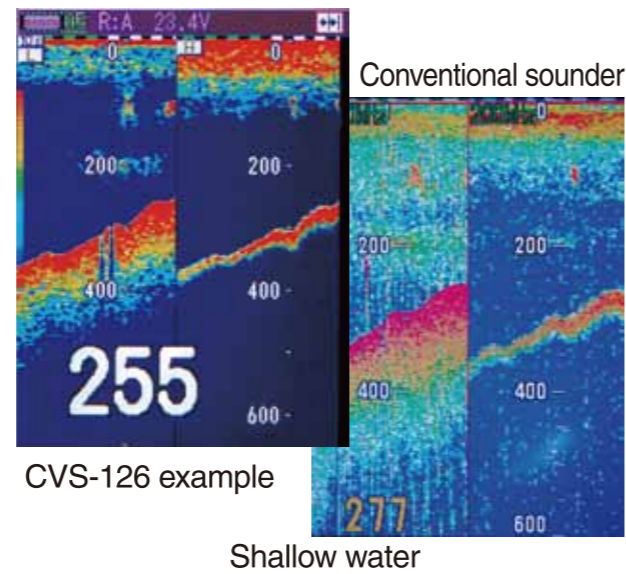 R:A 23.4V
L H
0 0
200 200
400 400
600
255
CVS-126 example
Conventional sounder
0
200 200
400 400
277 600
Shallow water